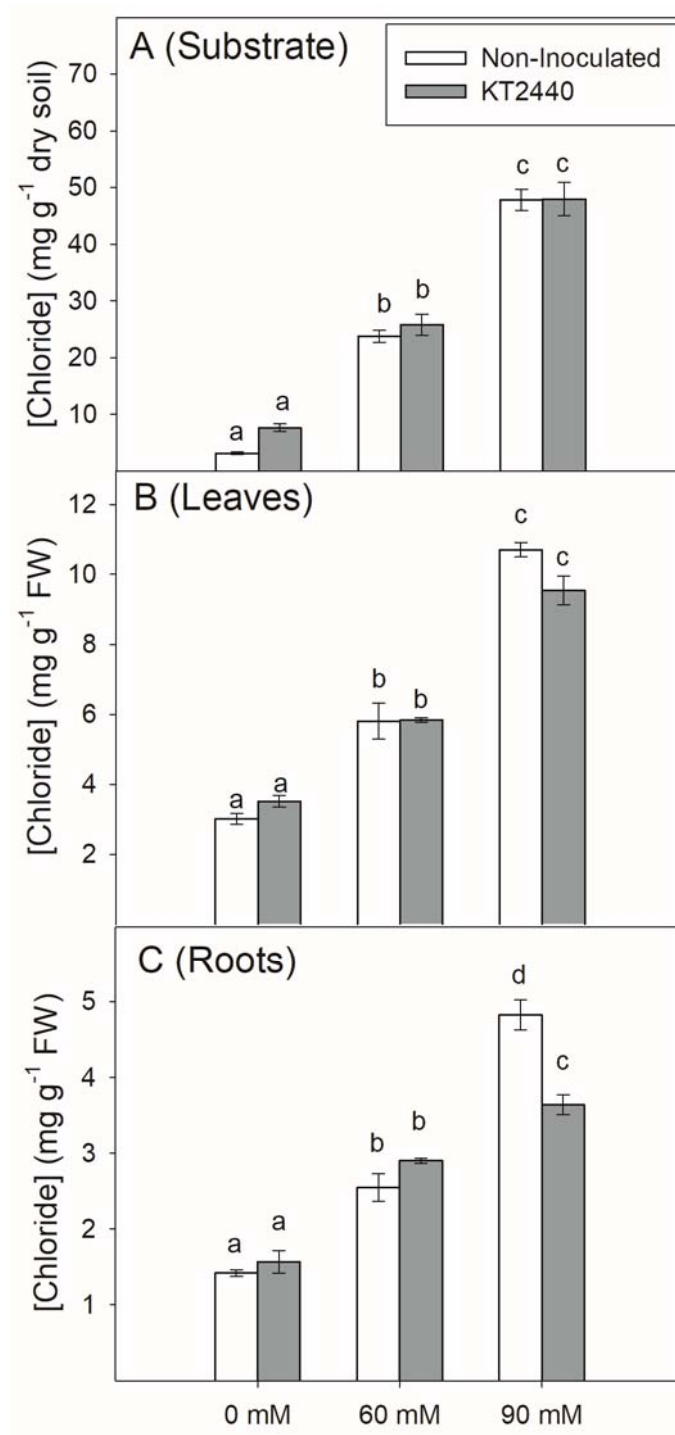 A (Substrate)
Non-Inoculated
KT2440
[Chloride] (mg g⁻¹ dry soil)
70
60
50
40
30
20
10
a
a
b
b
c
c
B (Leaves)
[Chloride] (mg g⁻¹ FW)
12
10
8
6
4
2
a
a
b
b
c
c
C (Roots)
[Chloride] (mg g⁻¹ FW)
5
4
3
2
1
a
a
b
b
d
c
0 mM
60 mM
90 mM